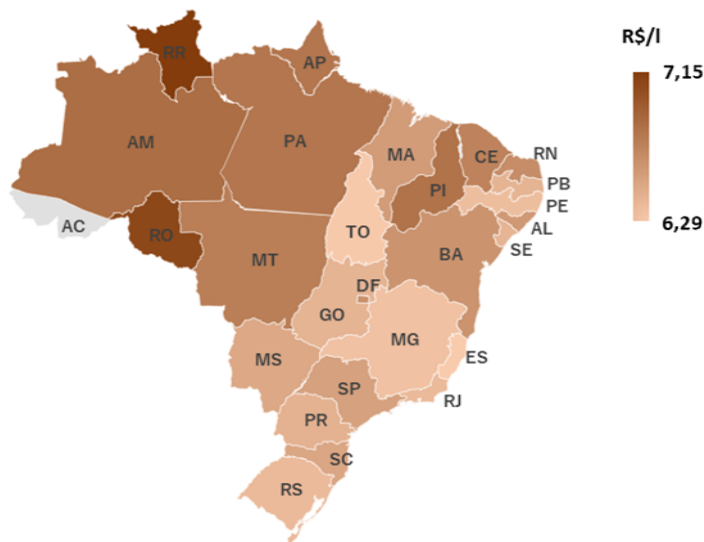 RR
AP
R$/l
7,15
AM
PA
MA
CE
RN
PI
PB
PE
AC
RO
TO
AL
MT
BA
SE
DF
GO
6,29
MG
MS
ES
SP
RJ
PR
SC
RS